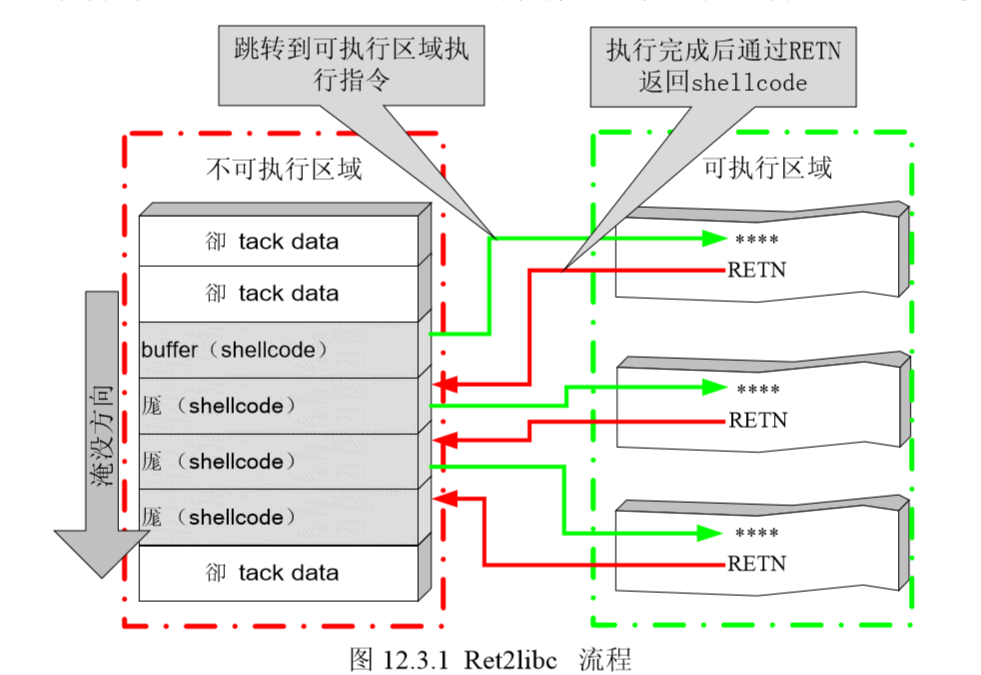 跳转到可执行区域执
行指令
执行完成后通过RETN
返回shellcode
不可执行区域
可执行区域
卻 tack data
卻 tack data
buffer（shellcode）
厖（shellcode）
厖（shellcode）
厖（shellcode）
卻 tack data
淹没方向
****
RETN
****
RETN
****
RETN
图 12.3.1 Ret2libc 流程